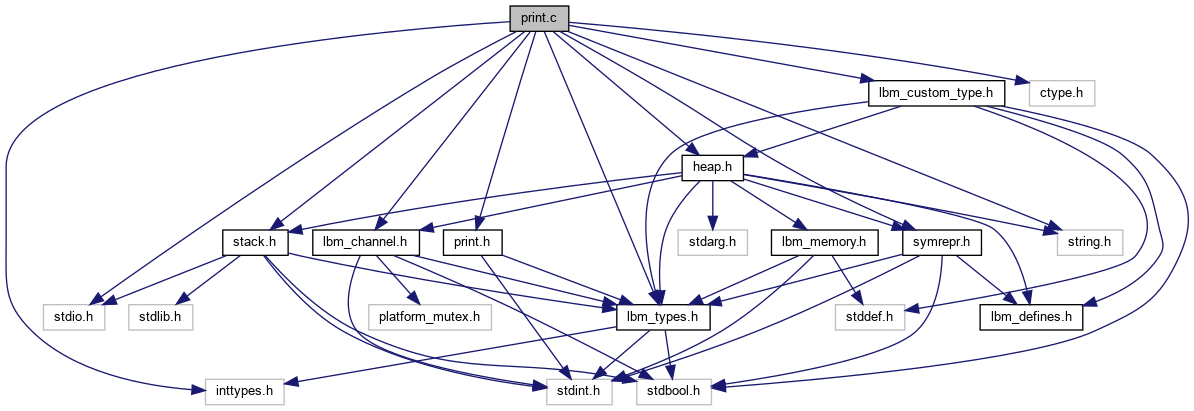 print.c
lbm_custom_type.h
ctype.h
heap.h
stack.h
lbm_channel.h
print.h
stdarg.h
lbm_memory.h
symrepr.h
string.h
stdio.h
stdlib.h
platform_mutex.h
lbm_types.h
stddef.h
lbm_defines.h
inttypes.h
stdint.h
stdbool.h